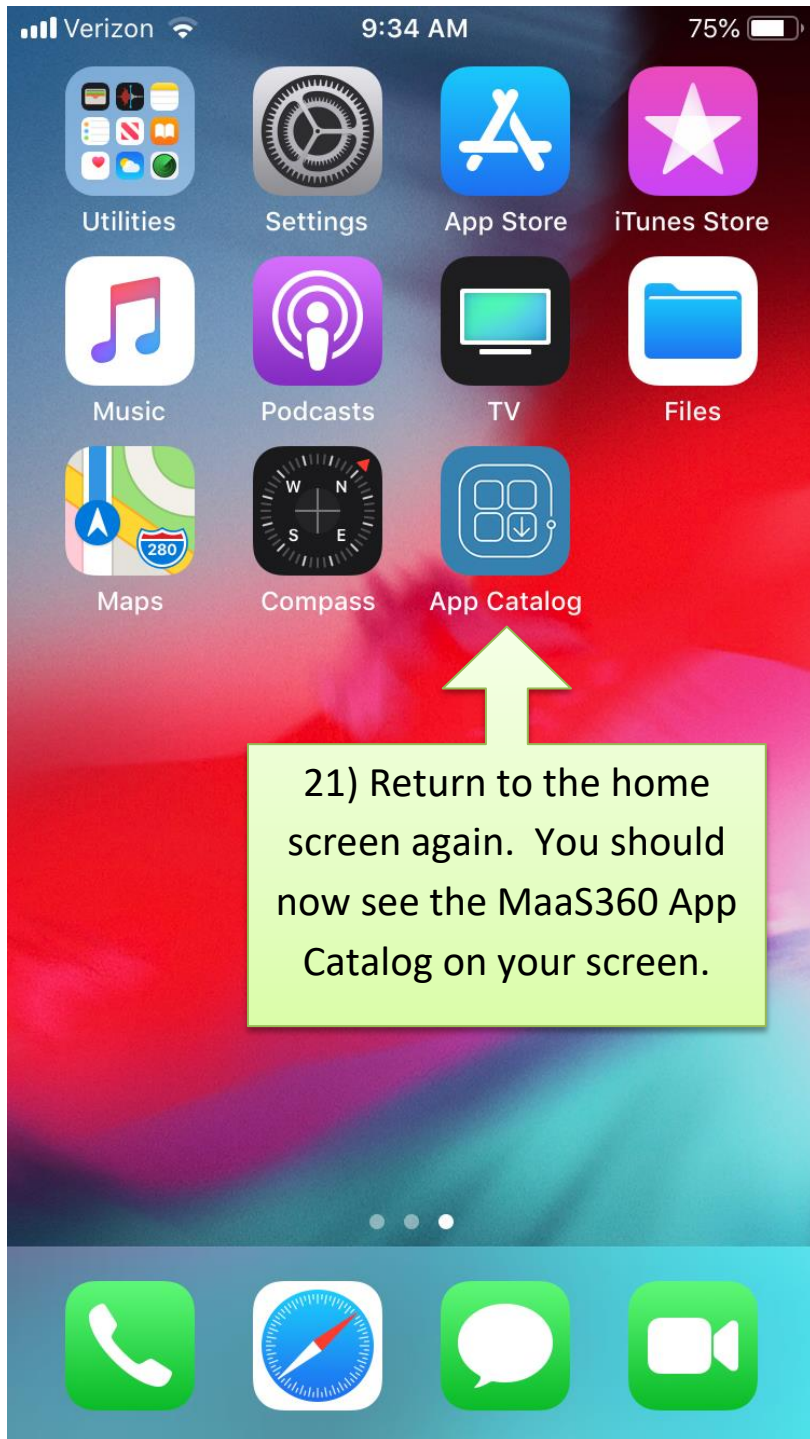 Verizon 9:34 AM 75%
Utilities Settings App Store iTunes Store
Music Podcasts TV Files
280
W N
S E
Maps Compass App Catalog
21) Return to the home
screen again.  You should
now see the MaaS360 App
Catalog on your screen.